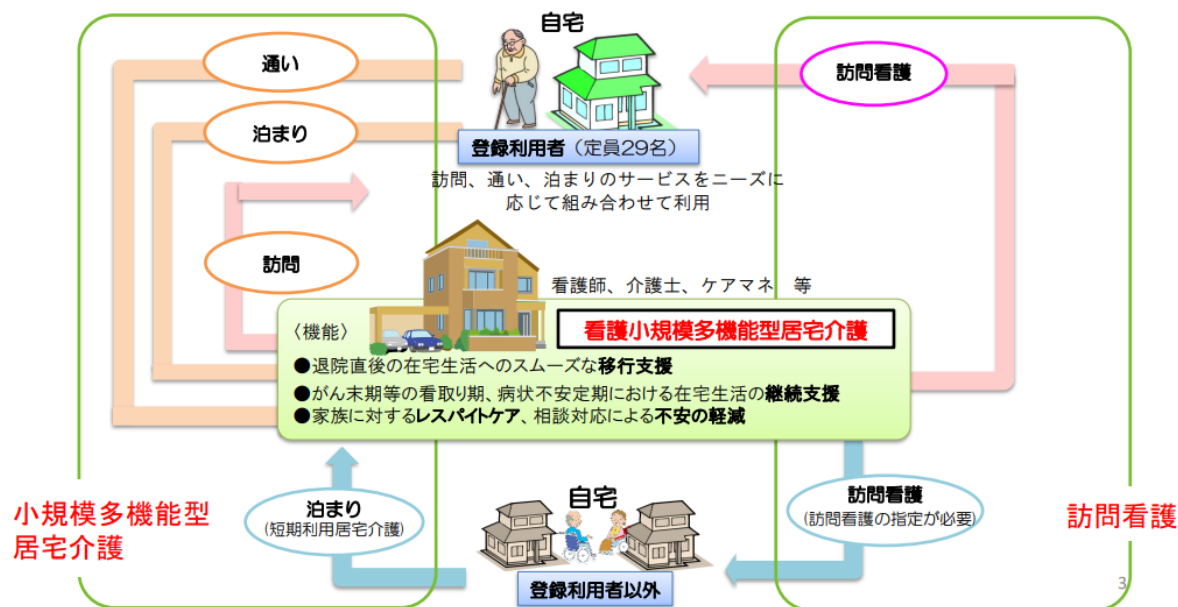 自宅
通い
訪問看護
泊まり
登録利用者（定員29名）
訪問、通い、泊まりのサービスをニーズに
応じて組み合わせて利用
訪問
看護師、介護士、ケアマネ　等
〈機能〉
看護小規模多機能型居宅介護
●退院直後の在宅生活へのスムーズな移行支援
●がん末期等の看取り期、病状不安定期における在宅生活の継続支援
●家族に対するレスパイトケア、相談対応による不安の軽減
小規模多機能型
居宅介護
泊まり
(短期利用居宅介護)
自宅
訪問看護
(訪問看護の指定が必要)
訪問看護
登録利用者以外
3